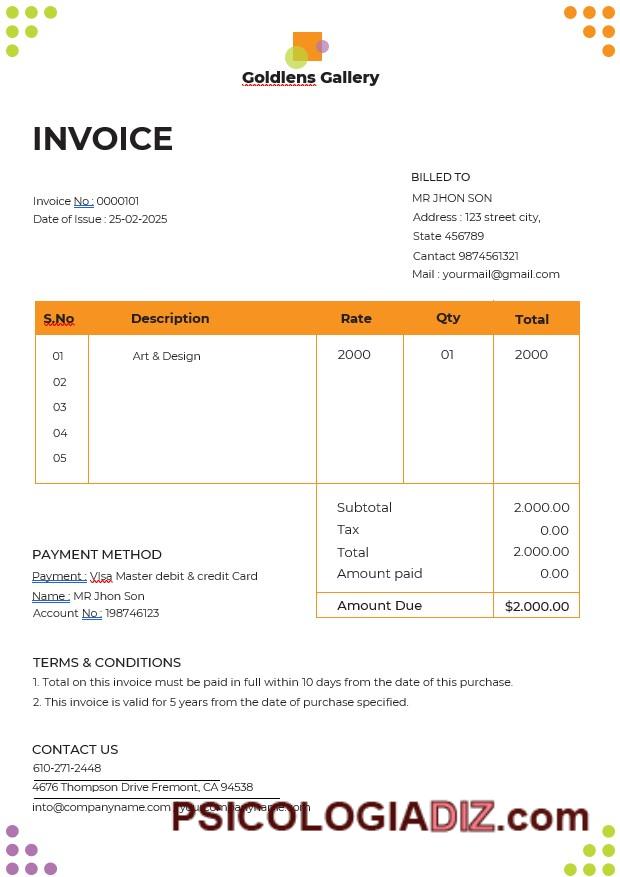 Goldlens Gallery
INVOICE
Invoice No : 0000101
Date of Issue : 25-02-2025
BILLED TO
MR JHON SON
Address : 123 street city,
State 456789
Cantact 9874561321
Mail : yourmail@gmail.com
S.No Description Rate Qty Total
01 Art & Design 2000 01 2000
02
03
04
05
Subtotal 2.000.00
Tax 0.00
Total 2.000.00
Amount paid 0.00
Amount Due $2.000.00
PAYMENT METHOD
Payment : VIsa Master debit & credit Card
Name : MR Jhon Son
Account No : 198746123
TERMS & CONDITIONS
1. Total on this invoice must be paid in full within 10 days from the date of this purchase.
2. This invoice is valid for 5 years from the date of purchase specified.
CONTACT US
610-271-2448
4676 Thompson Drive Fremont, CA 94538
into@companyname.com yourcompanyname.com
PSICOLOGIADIZ.com